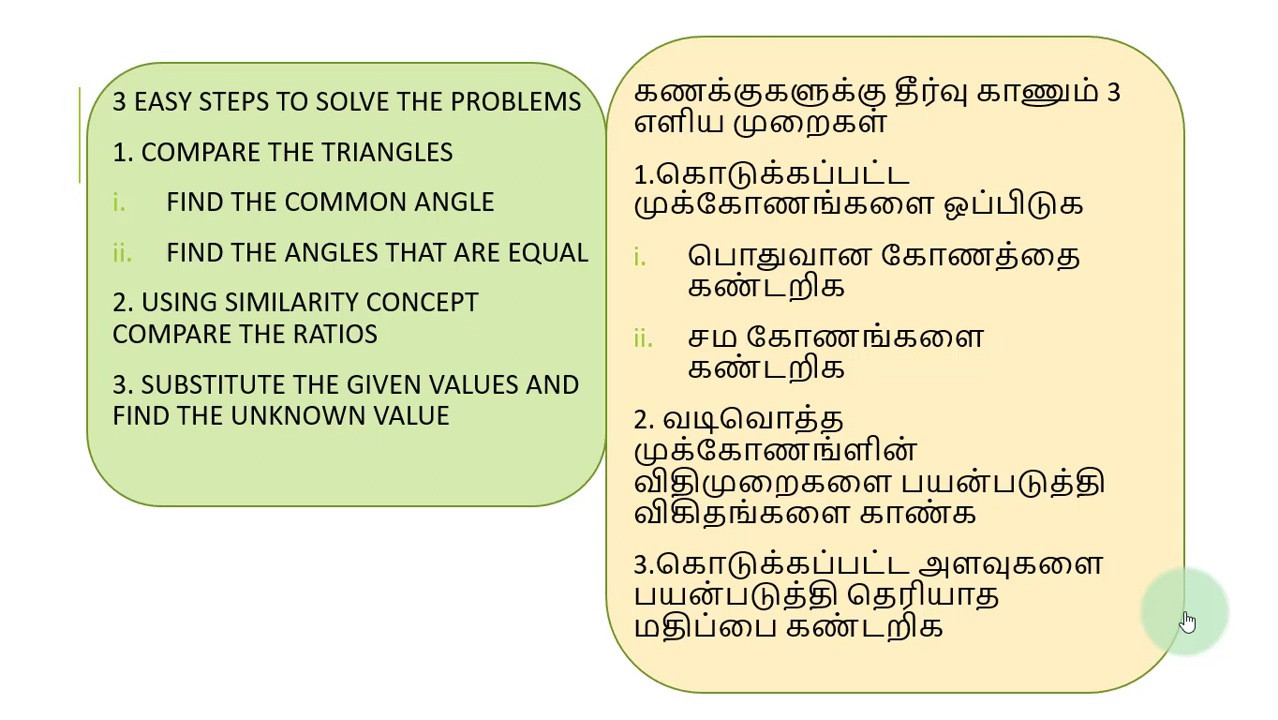 3 EASY STEPS TO SOLVE THE PROBLEMS
1. COMPARE THE TRIANGLES
i. FIND THE COMMON ANGLE
ii. FIND THE ANGLES THAT ARE EQUAL
2. USING SIMILARITY CONCEPT
COMPARE THE RATIOS
3. SUBSTITUTE THE GIVEN VALUES AND
FIND THE UNKNOWN VALUE
கணக்குகளுக்கு தீர்வு காணும் 3
எளிய முறைகள்
1.கொடுக்கப்பட்ட
முக்கோணங்களை ஒப்பிடுக
i. பொதுவான கோணத்தை
கண்டறிக
ii. சம கோணங்களை
கண்டறிக
2. வடிவொத்த
முக்கோணங்ளின்
விதிமுறைகளை பயன்படுத்தி
விகிதங்களை காண்க
3.கொடுக்கப்பட்ட அளவுகளை
பயன்படுத்தி தெரியாத
மதிப்பை கண்டறிக